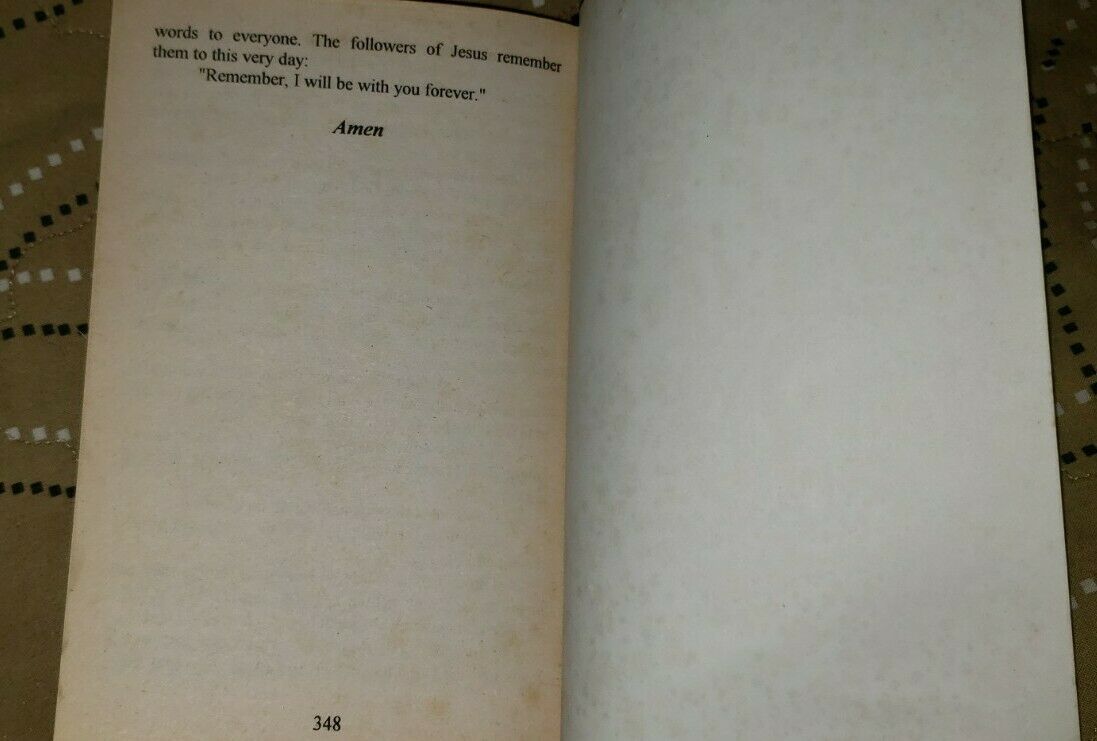 words to everyone. The followers of Jesus remember
them to this very day:
"Remember, I will be with you forever."
Amen
348